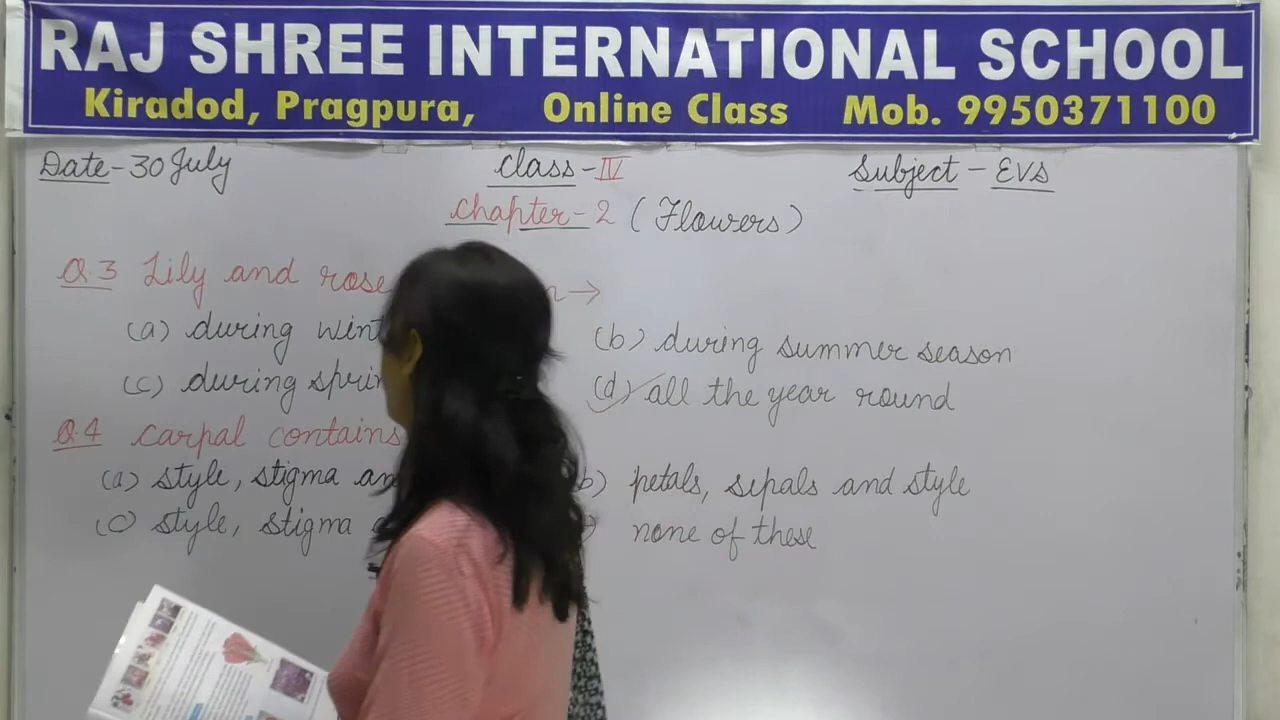 RAJ SHREE INTERNATIONAL SCHOOL
Kiradod, Pragpura, Online Class Mob. 9950371100
Date-30 July Class-IV Subject-EVS
Chapter-2 (Flowers)
Q.3 Lily and rose →
(a) during (b) during summer season
(c) during (d) all the year round
Q.4 Carpal contains
(a) style, stigma b) petals, sepals and style
(c) style, stigma ) none of these